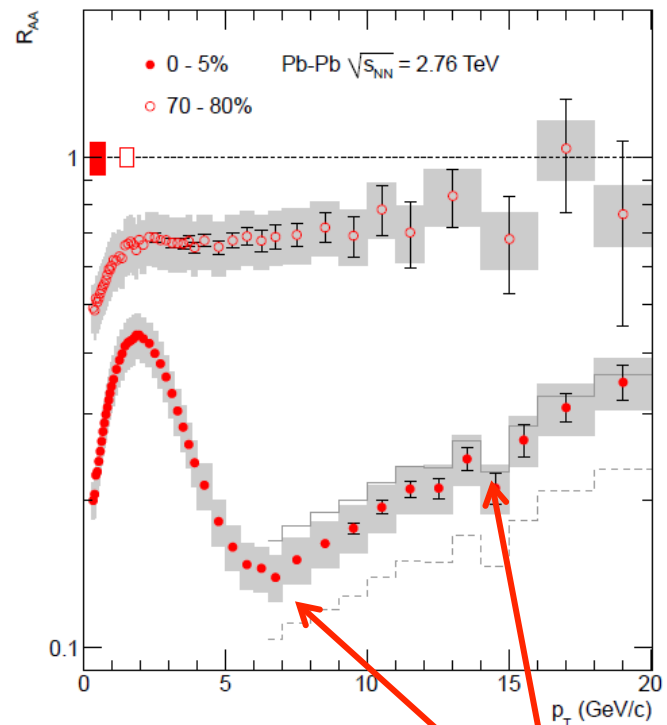 R_AA
0 - 5% Pb-Pb √s_NN = 2.76 TeV
70 - 80%
1
0.1
0 5 10 15 20
p_T (GeV/c)